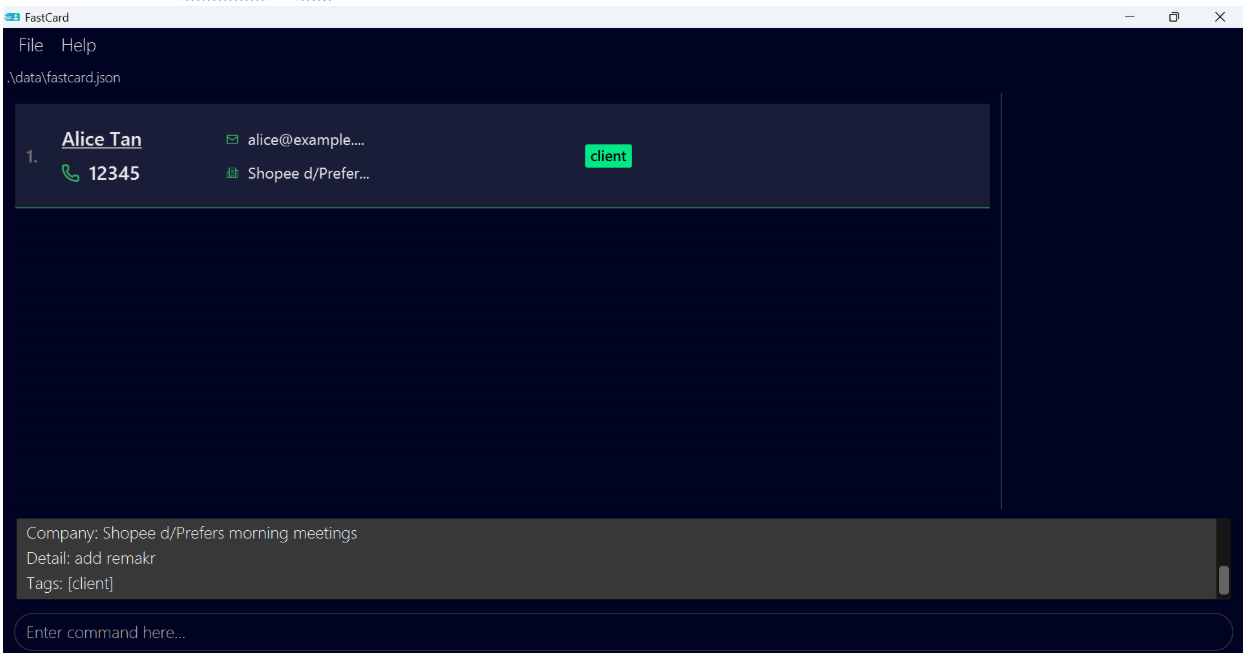 FastCard
File Help
.\data\fastcard.json
1.
Alice Tan
12345
alice@example....
Shopee d/Prefer...
client
Company: Shopee d/Prefers morning meetings
Detail: add remakr
Tags: [client]
Enter command here...